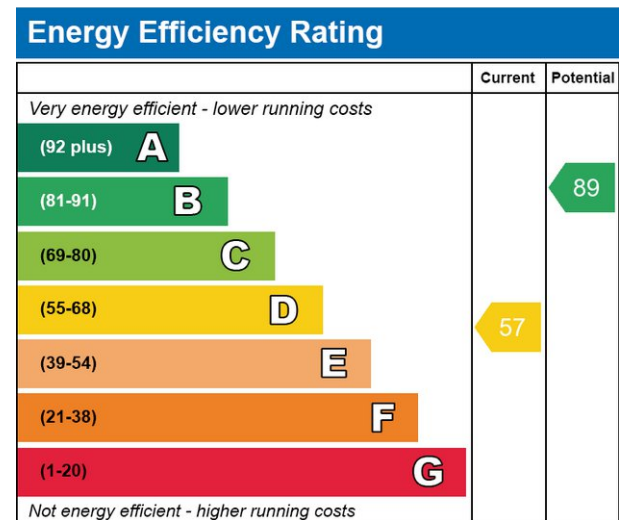 Energy Efficiency Rating
Current Potential
Very energy efficient - lower running costs
(92 plus) A
(81-91) B
89
(69-80) C
(55-68) D
57
(39-54) E
(21-38) F
(1-20) G
Not energy efficient - higher running costs